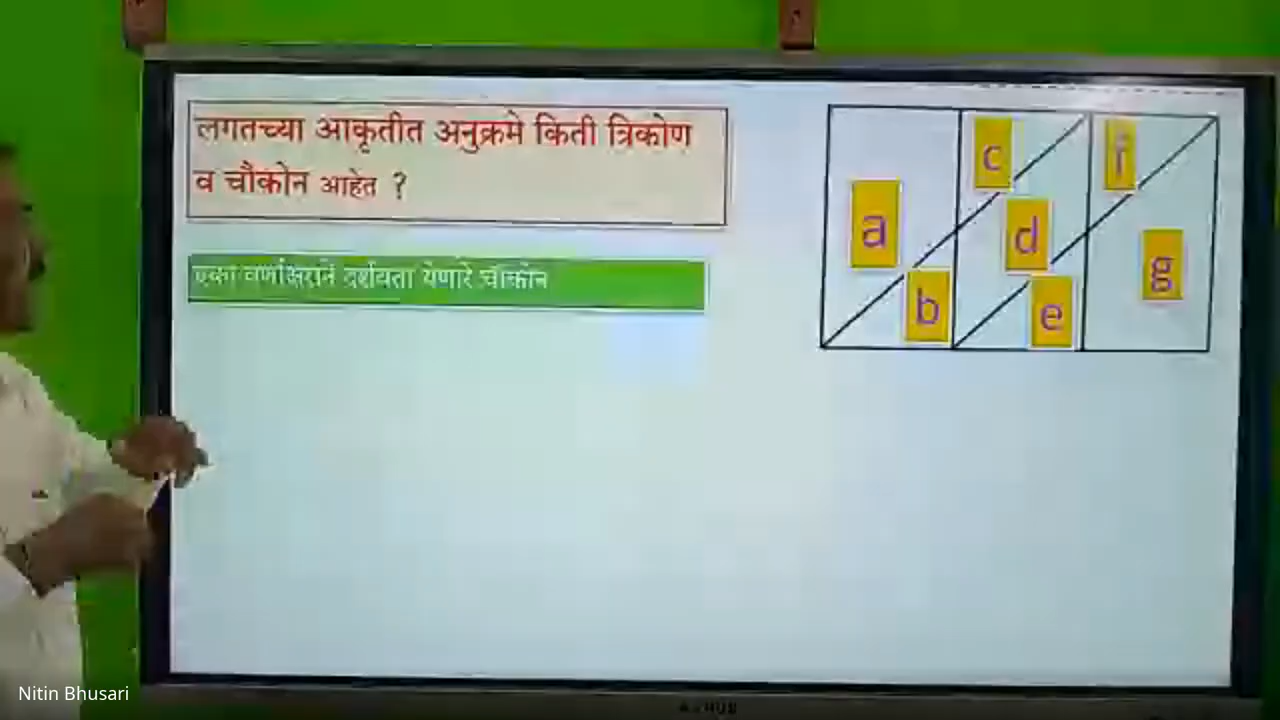 लगतच्या आकृतीत अनुक्रमे किती त्रिकोण
व चौकोन आहेत ?
एका वर्णाक्षराने दर्शवता येणारे चौकोन
a
b
c
d
e
f
g
Nitin Bhusari